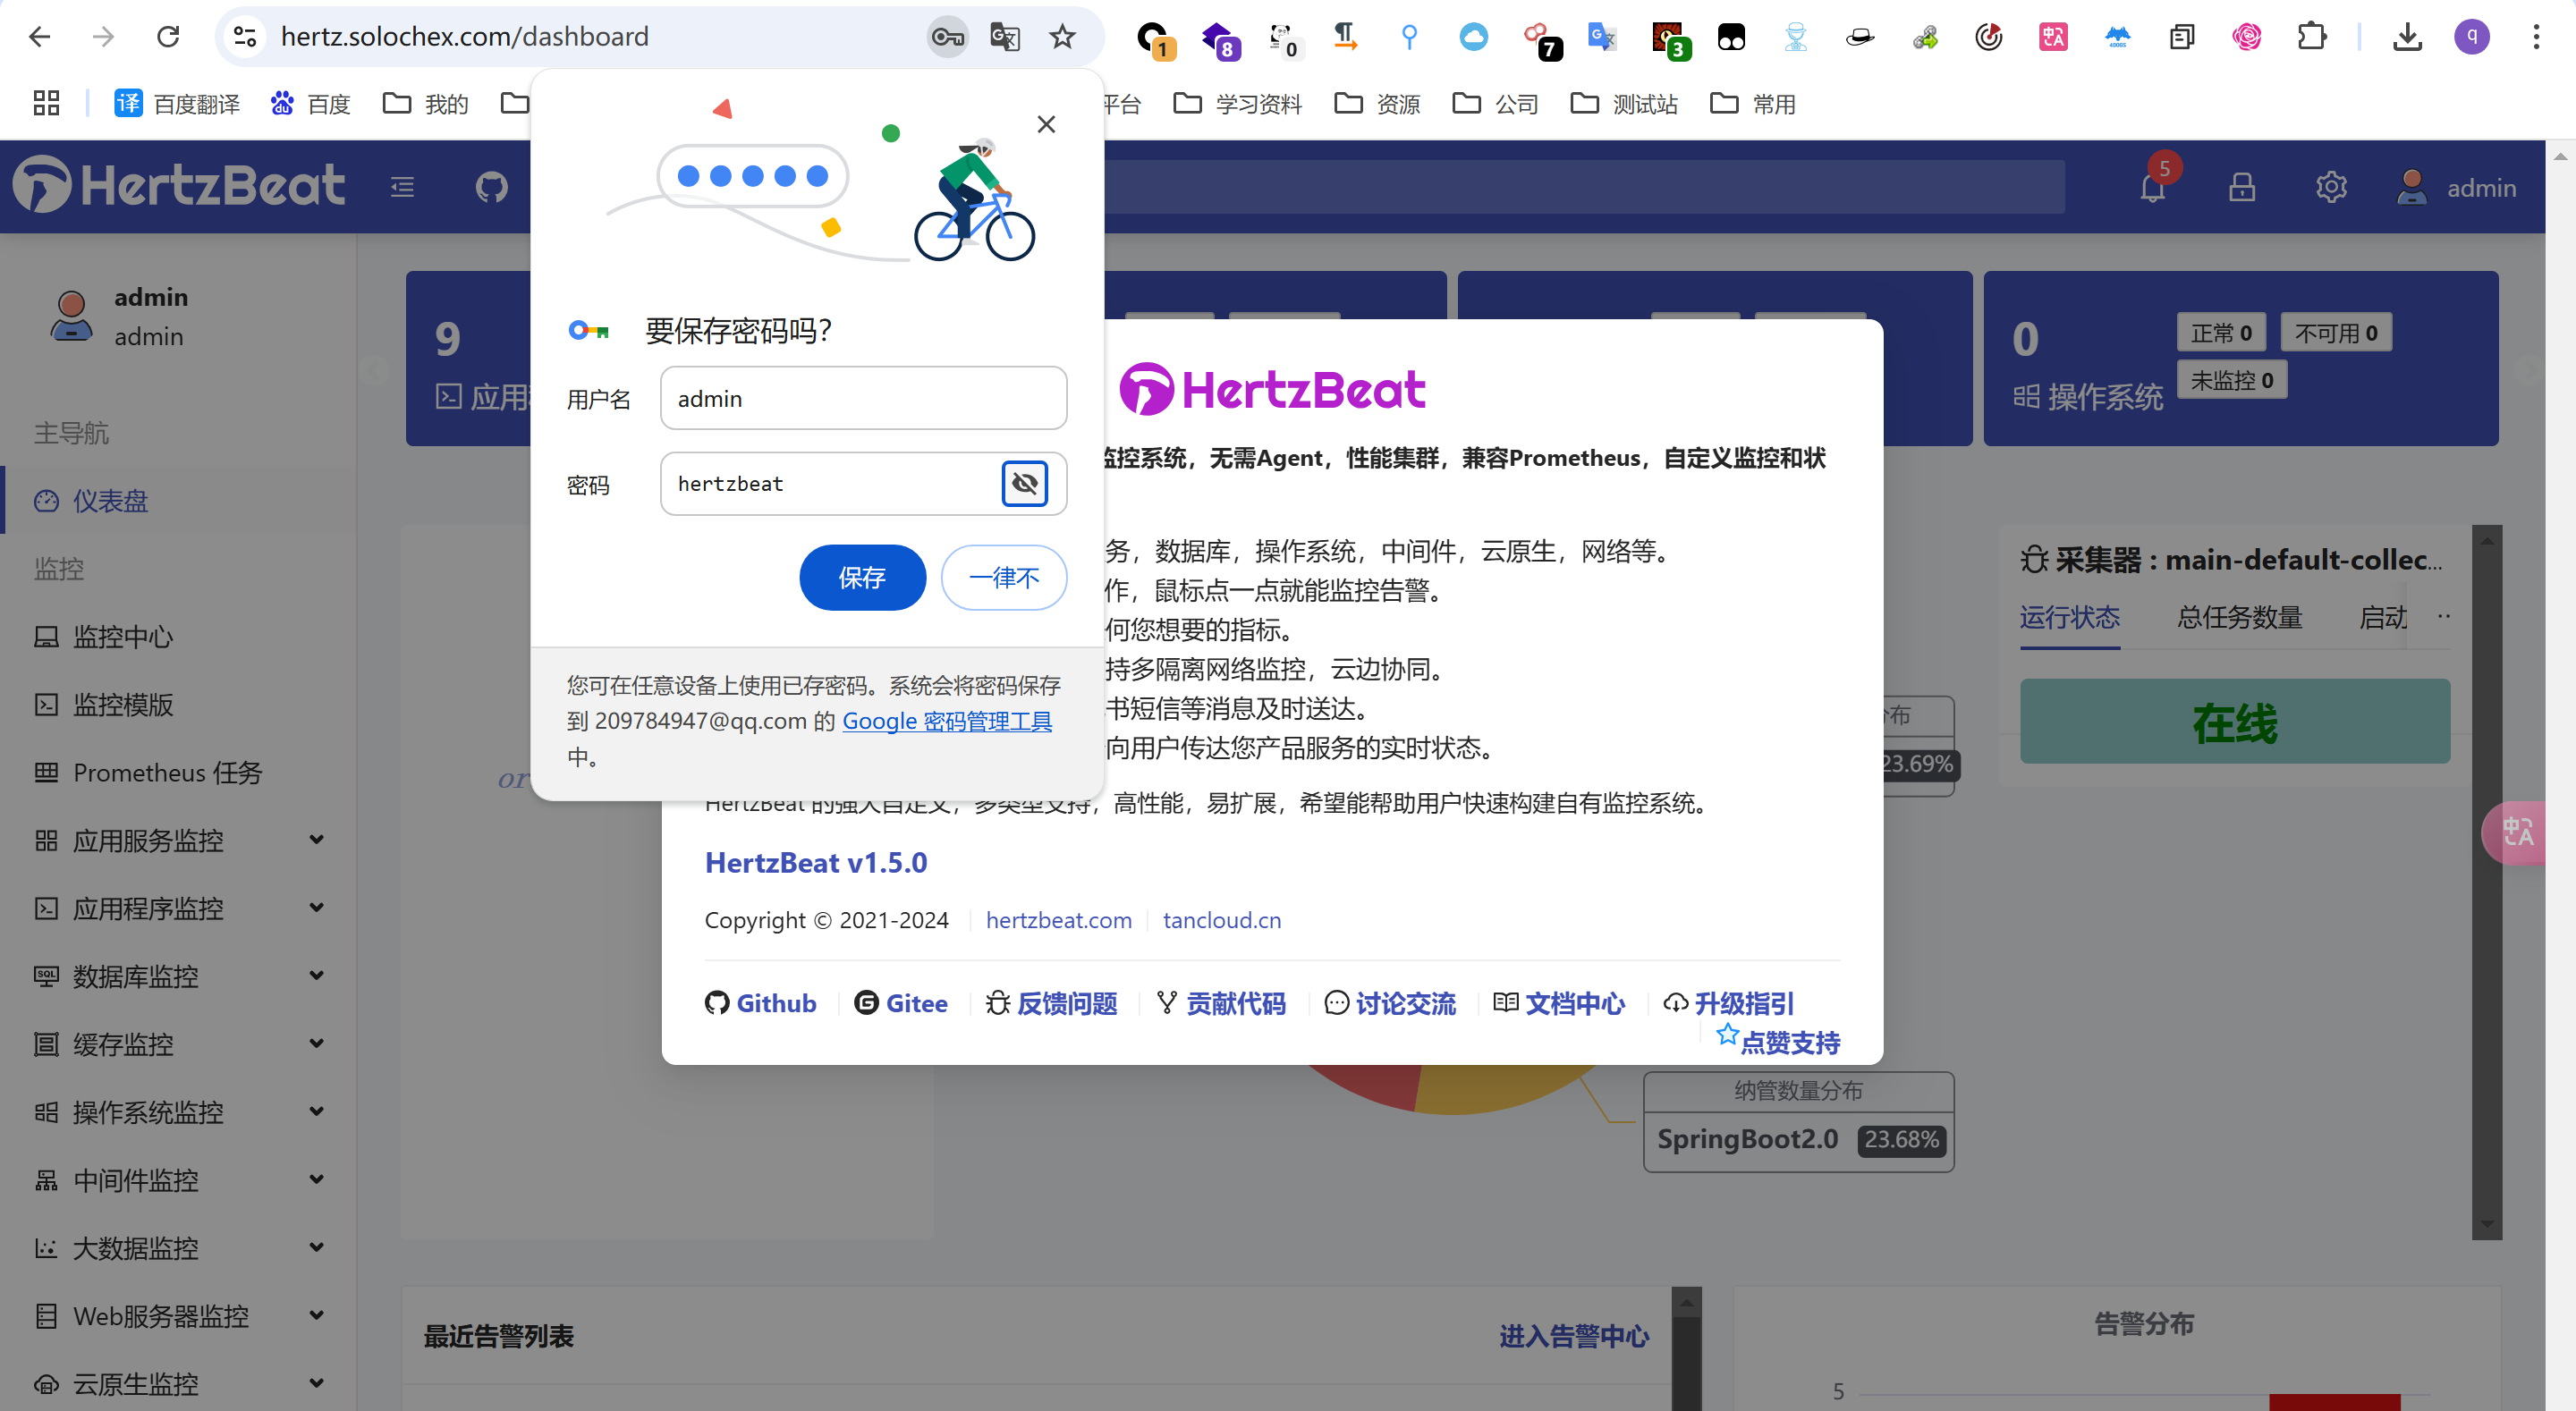 hertz.solochex.com/dashboard
1
8
0
7
3
q
百度翻译
百度
我的
平台
学习资料
资源
公司
测试站
常用
HertzBeat
5
admin
要保存密码吗?
用户名
admin
密码
hertzbeat
保存
一律不
您可在任意设备上使用已存密码。系统会将密码保存
到 209784947@qq.com 的 Google 密码管理工具
中。
admin
admin
主导航
仪表盘
监控
监控中心
监控模版
Prometheus 任务
应用服务监控
应用程序监控
数据库监控
缓存监控
操作系统监控
中间件监控
大数据监控
Web服务器监控
云原生监控
9
应用
0
操作系统
正常 0
不可用 0
未监控 0
HertzBeat
监控系统，无需Agent，性能集群，兼容Prometheus，自定义监控和状
务，数据库，操作系统，中间件，云原生，网络等。
作，鼠标点一点就能监控告警。
何您想要的指标。
持多隔离网络监控，云边协同。
书短信等消息及时送达。
向用户传达您产品服务的实时状态。
HertzBeat 的强大自定义，多类型支持，高性能，易扩展，希望能帮助用户快速构建自有监控系统。
HertzBeat v1.5.0
Copyright © 2021-2024
hertzbeat.com
tancloud.cn
Github
Gitee
反馈问题
贡献代码
讨论交流
文档中心
升级指引
点赞支持
采集器 : main-default-collec...
运行状态
总任务数量
启动
··
在线
or
分布
23.69%
纳管数量分布
SpringBoot2.0 23.68%
最近告警列表
进入告警中心
告警分布
5